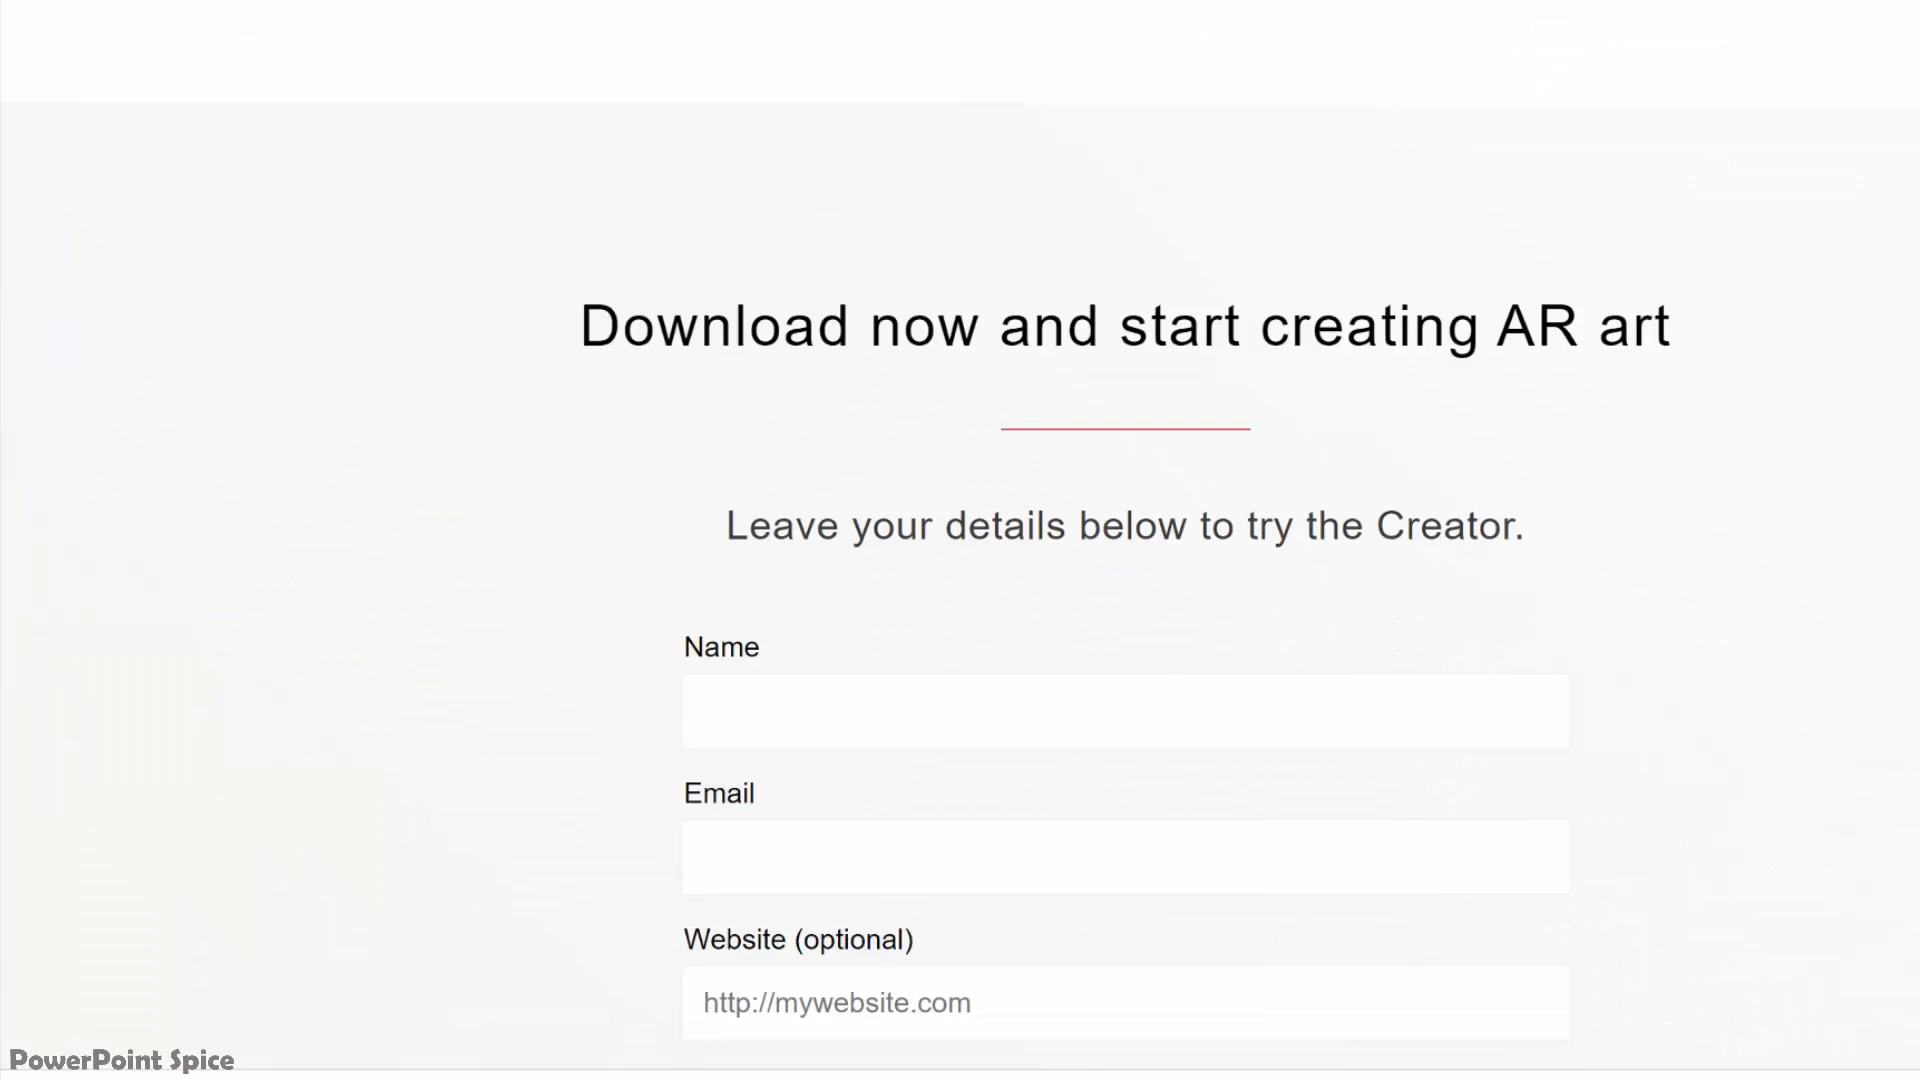 Download now and start creating AR art
Leave your details below to try the Creator.
Name
Email
Website (optional)
http://mywebsite.com
PowerPoint Spice